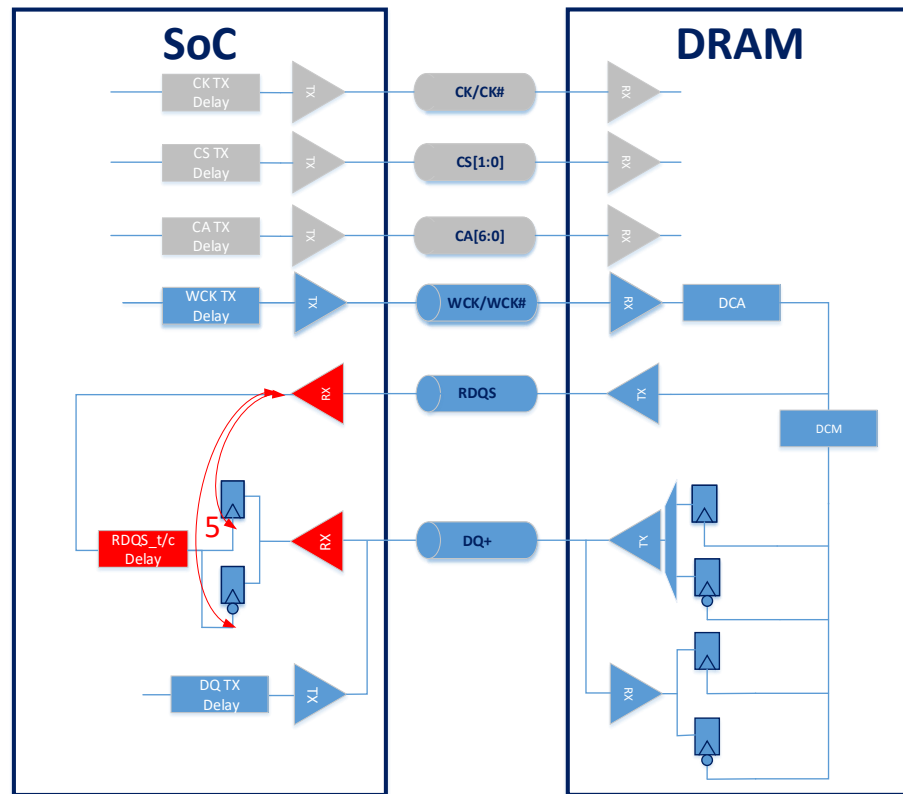 SoC
DRAM
CK TX
Delay
TX
CK/CK#
RX
CS TX
Delay
TX
CS[1:0]
RX
CA TX
Delay
TX
CA[6:0]
RX
WCK TX
Delay
TX
WCK/WCK#
RX
DCA
RX
RDQS
TX
DCM
5
RDQS_t/c
Delay
RX
DQ+
TX
DQ TX
Delay
TX
RX